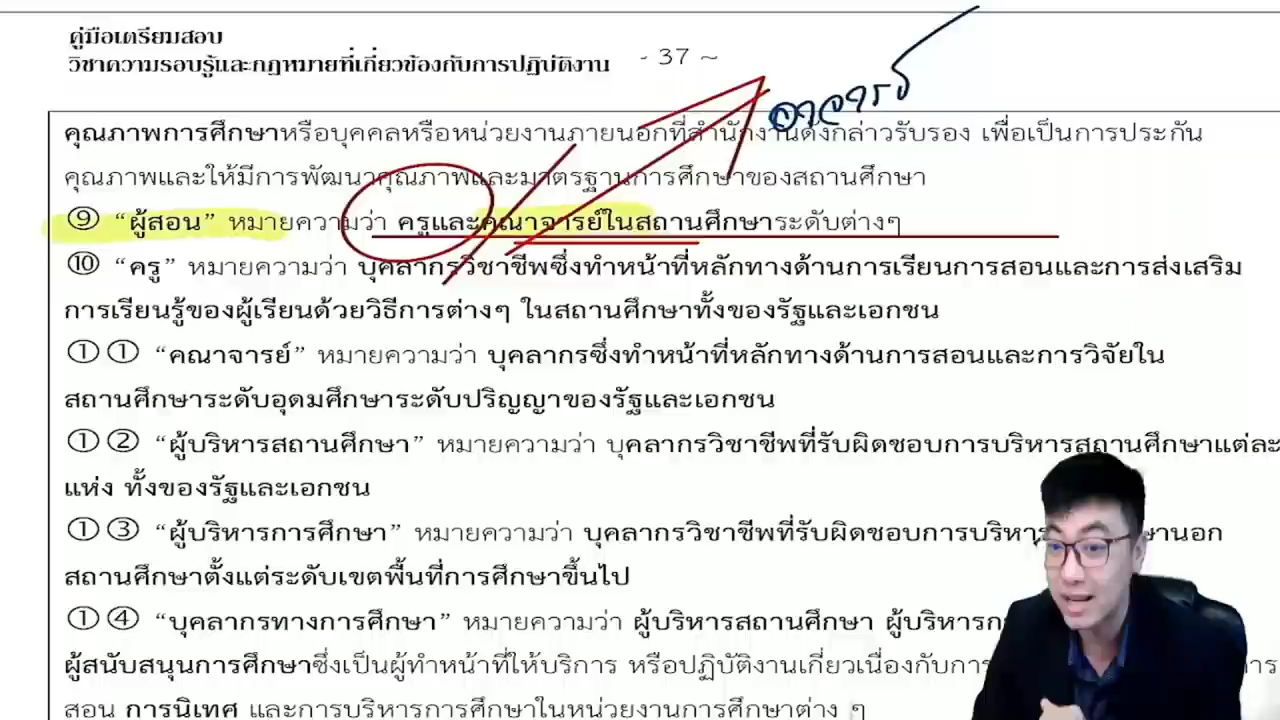 คู่มือเตรียมสอบ
วิชาความรอบรู้และกฎหมายที่เกี่ยวข้องกับการปฏิบัติงาน - 37 ~
อาจารย์
คุณภาพการศึกษาหรือบุคคลหรือหน่วยงานภายนอกที่สำนักงานดังกล่าวรับรอง เพื่อเป็นการประกัน
คุณภาพและให้มีการพัฒนาคุณภาพและมาตรฐานการศึกษาของสถานศึกษา
⑨ “ผู้สอน” หมายความว่า ครูและคณาจารย์ในสถานศึกษาระดับต่างๆ
⑩ “ครู” หมายความว่า บุคลากรวิชาชีพซึ่งทำหน้าที่หลักทางด้านการเรียนการสอนและการส่งเสริม
การเรียนรู้ของผู้เรียนด้วยวิธีการต่างๆ ในสถานศึกษาทั้งของรัฐและเอกชน
①① “คณาจารย์” หมายความว่า บุคลากรซึ่งทำหน้าที่หลักทางด้านการสอนและการวิจัยใน
สถานศึกษาระดับอุดมศึกษาระดับปริญญาของรัฐและเอกชน
①② “ผู้บริหารสถานศึกษา” หมายความว่า บุคลากรวิชาชีพที่รับผิดชอบการบริหารสถานศึกษาแต่ละ
แห่ง ทั้งของรัฐและเอกชน
①③ “ผู้บริหารการศึกษา” หมายความว่า บุคลากรวิชาชีพที่รับผิดชอบการบริหาร
สถานศึกษาตั้งแต่ระดับเขตพื้นที่การศึกษาขึ้นไป
①④ “บุคลากรทางการศึกษา” หมายความว่า ผู้บริหารสถานศึกษา
ผู้สนับสนุนการศึกษาซึ่งเป็นผู้ทำหน้าที่ให้บริการ หรือปฏิบัติงานเกี่ยวเนื่องกับ
สอน การนิเทศ และการบริหารการศึกษาในหน่วยงานการศึกษาต่าง ๆ